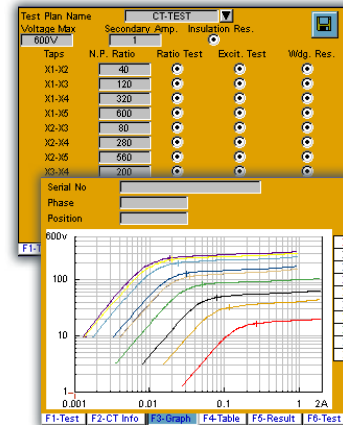 Test Plan Name CT-TEST
Voltage Max Secondary Amp. Insulation Res.
600V 1
Taps N.P. Ratio Ratio Test Excit. Test Wdg. Res.
X1-X2 40
X1-X3 120
X1-X4 320
X1-X5 600
X2-X3 80
X2-X4 280
X2-X5 560
X3-X4 200
Serial No
Phase
Position
600v
100
10
1
0.001 0.01 0.1 1 2A
F1-Test F2-CT Info F3-Graph F4-Table F5-Result F6-Test